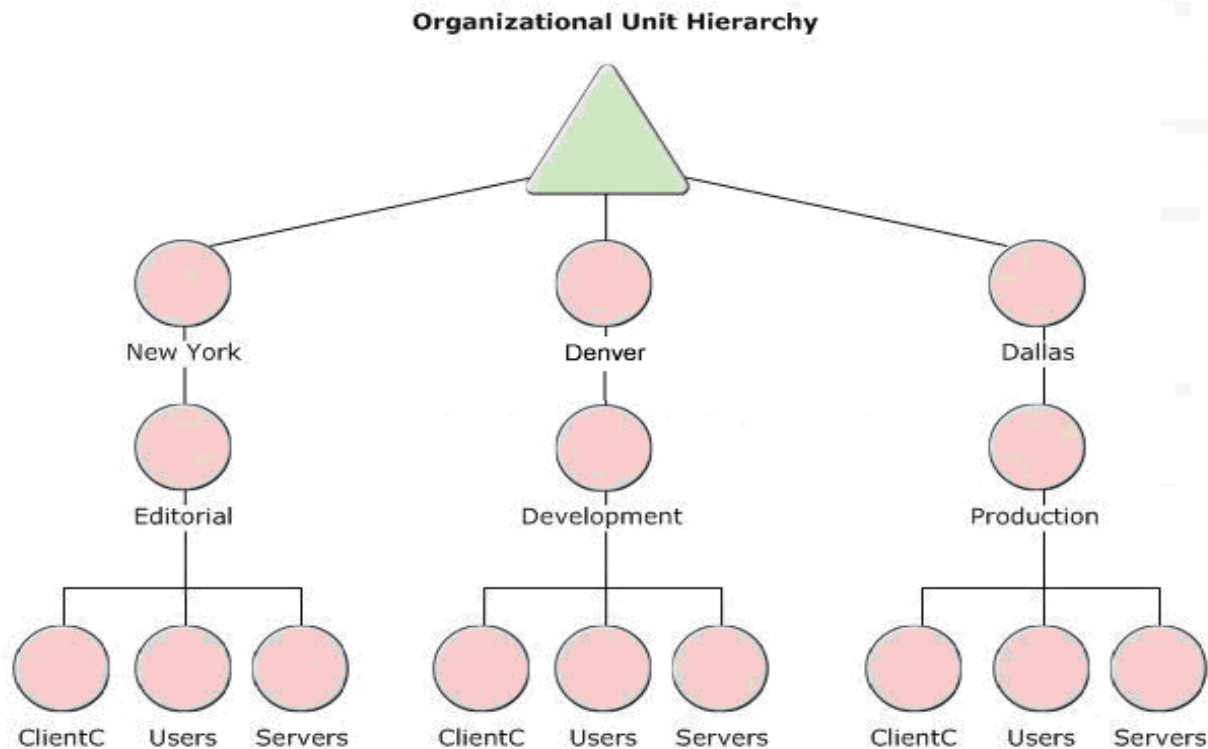 Organizational Unit Hierarchy
New York
Denver
Dallas
Editorial
Development
Production
ClientC Users Servers
ClientC Users Servers
ClientC Users Servers